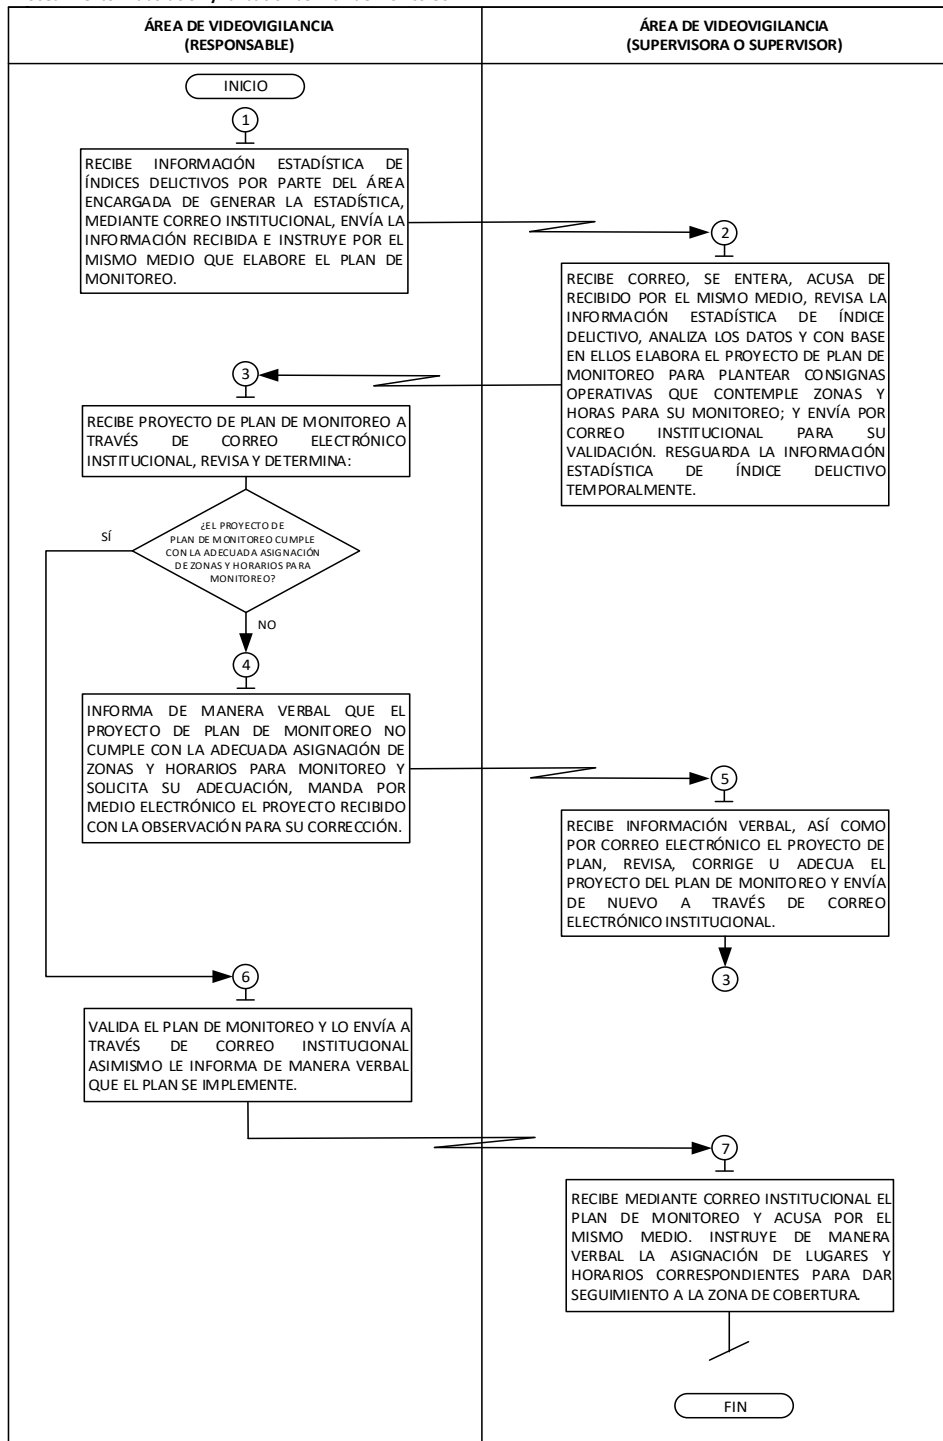 ÁREA DE VIDEOVIGILANCIA
(RESPONSABLE)
ÁREA DE VIDEOVIGILANCIA
(SUPERVISORA O SUPERVISOR)
INICIO
1
RECIBE INFORMACIÓN ESTADÍSTICA DE
ÍNDICES DELICTIVOS POR PARTE DEL ÁREA
ENCARGADA DE GENERAR LA ESTADÍSTICA,
MEDIANTE CORREO INSTITUCIONAL, ENVÍA LA
INFORMACIÓN RECIBIDA E INSTRUYE POR EL
MISMO MEDIO QUE ELABORE EL PLAN DE
MONITOREO.
2
RECIBE CORREO, SE ENTERA, ACUSA DE
RECIBIDO POR EL MISMO MEDIO, REVISA LA
INFORMACIÓN ESTADÍSTICA DE ÍNDICE
DELICTIVO, ANALIZA LOS DATOS Y CON BASE
EN ELLOS ELABORA EL PROYECTO DE PLAN DE
MONITOREO PARA PLANTEAR CONSIGNAS
OPERATIVAS QUE CONTEMPLE ZONAS Y
HORAS PARA SU MONITOREO; Y ENVÍA POR
CORREO INSTITUCIONAL PARA SU
VALIDACIÓN. RESGUARDA LA INFORMACIÓN
ESTADÍSTICA DE ÍNDICE DELICTIVO
TEMPORALMENTE.
3
RECIBE PROYECTO DE PLAN DE MONITOREO A
TRAVÉS DE CORREO ELECTRÓNICO
INSTITUCIONAL, REVISA Y DETERMINA:
¿EL PROYECTO DE
PLAN DE MONITOREO CUMPLE
CON LA ADECUADA ASIGNACIÓN
DE ZONAS Y HORARIOS PARA
MONITOREO?
SÍ
NO
4
INFORMA DE MANERA VERBAL QUE EL
PROYECTO DE PLAN DE MONITOREO NO
CUMPLE CON LA ADECUADA ASIGNACIÓN DE
ZONAS Y HORARIOS PARA MONITOREO Y
SOLICITA SU ADECUACIÓN, MANDA POR
MEDIO ELECTRÓNICO EL PROYECTO RECIBIDO
CON LA OBSERVACIÓN PARA SU CORRECCIÓN.
5
RECIBE INFORMACIÓN VERBAL, ASÍ COMO
POR CORREO ELECTRÓNICO EL PROYECTO DE
PLAN, REVISA, CORRIGE U ADECUA EL
PROYECTO DEL PLAN DE MONITOREO Y ENVÍA
DE NUEVO A TRAVÉS DE CORREO
ELECTRÓNICO INSTITUCIONAL.
3
6
VALIDA EL PLAN DE MONITOREO Y LO ENVÍA A
TRAVÉS DE CORREO INSTITUCIONAL
ASIMISMO LE INFORMA DE MANERA VERBAL
QUE EL PLAN SE IMPLEMENTE.
7
RECIBE MEDIANTE CORREO INSTITUCIONAL EL
PLAN DE MONITOREO Y ACUSA POR EL
MISMO MEDIO. INSTRUYE DE MANERA
VERBAL LA ASIGNACIÓN DE LUGARES Y
HORARIOS CORRESPONDIENTES PARA DAR
SEGUIMIENTO A LA ZONA DE COBERTURA.
FIN